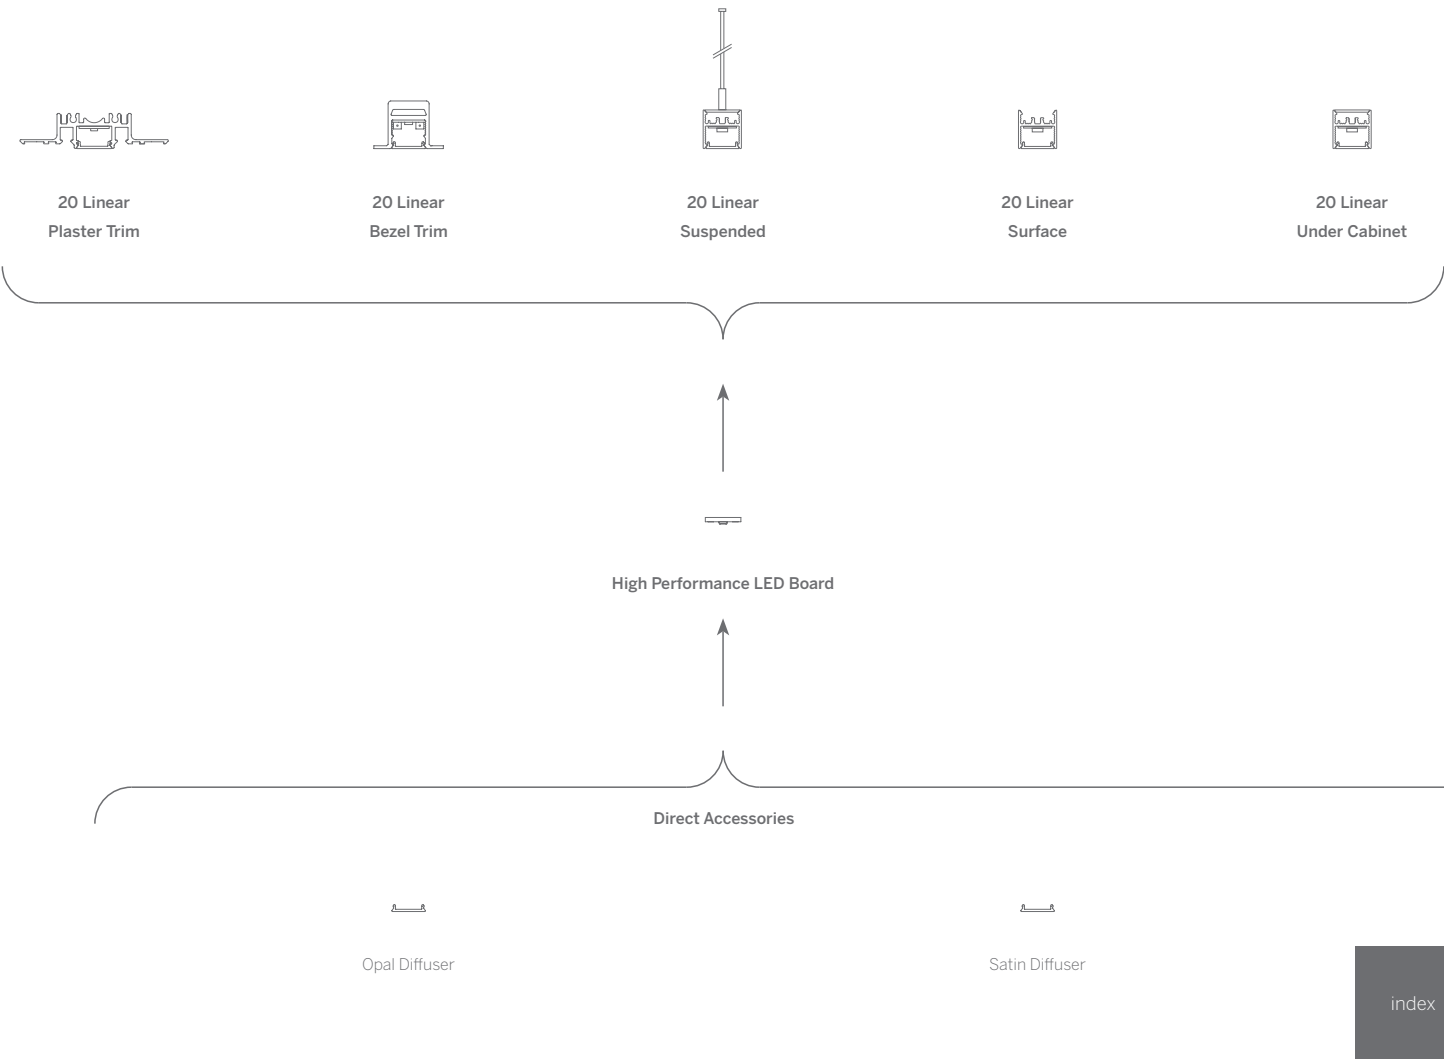 20 Linear
Plaster Trim
20 Linear
Bezel Trim
20 Linear
Suspended
20 Linear
Surface
20 Linear
Under Cabinet
High Performance LED Board
Direct Accessories
Opal Diffuser
Satin Diffuser
index